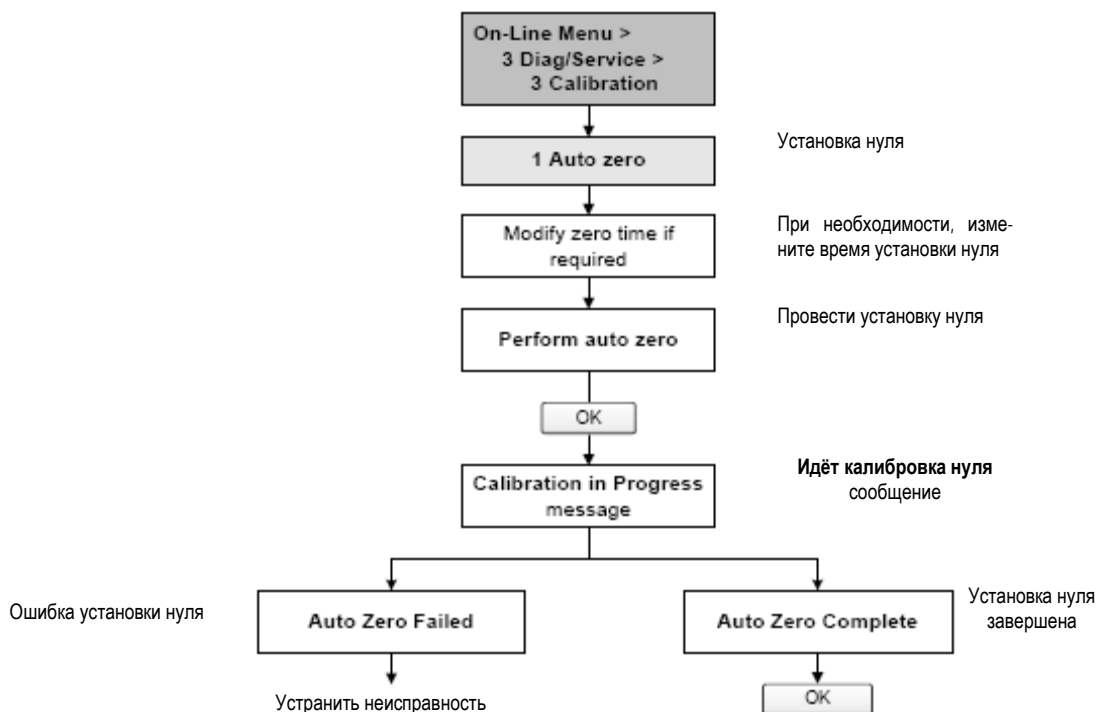 On-Line Menu >
3 Diag/Service >
3 Calibration
1 Auto zero
Установка нуля
Modify zero time if
required
При необходимости, изме-
ните время установки нуля
Perform auto zero
Провести установку нуля
OK
Calibration in Progress
message
Идёт калибровка нуля
сообщение
Ошибка установки нуля
Auto Zero Failed
Auto Zero Complete
Установка нуля
завершена
Устранить неисправность
OK